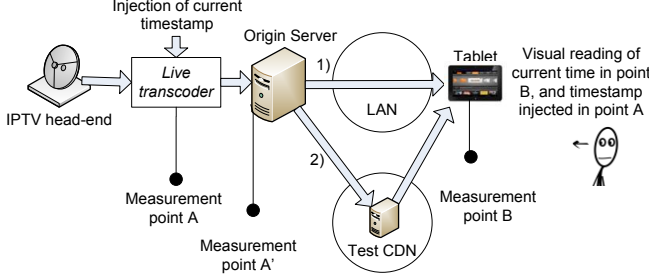 Injection of current
timestamp
Origin Server
Live
transcoder
IPTV head-end
1)
LAN
Tablet
Visual reading of
current time in point
B, and timestamp
injected in point A
2)
Measurement
point A
Measurement
point A’
Test CDN
Measurement
point B